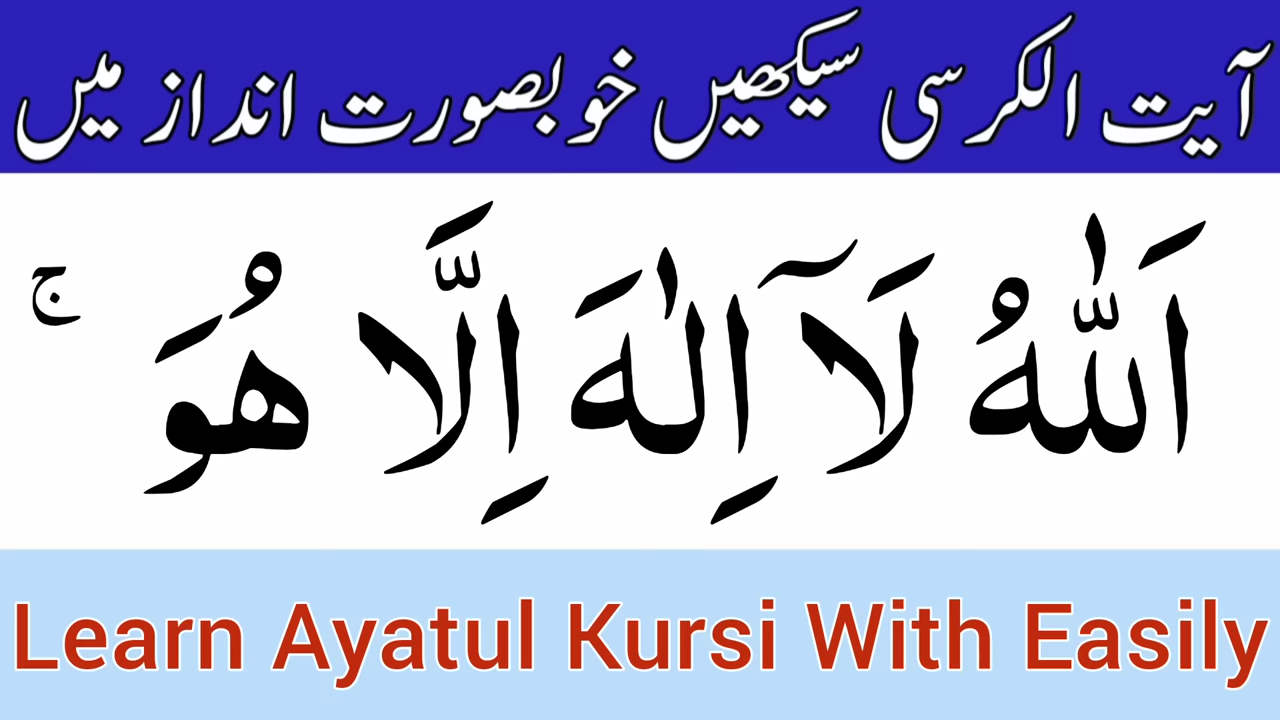 آیت الکرسی سیکھیں خوبصورت انداز میں
اَللّٰهُ لَاۤ اِلٰهَ اِلَّا هُوَ ۚ
Learn Ayatul Kursi With Easily